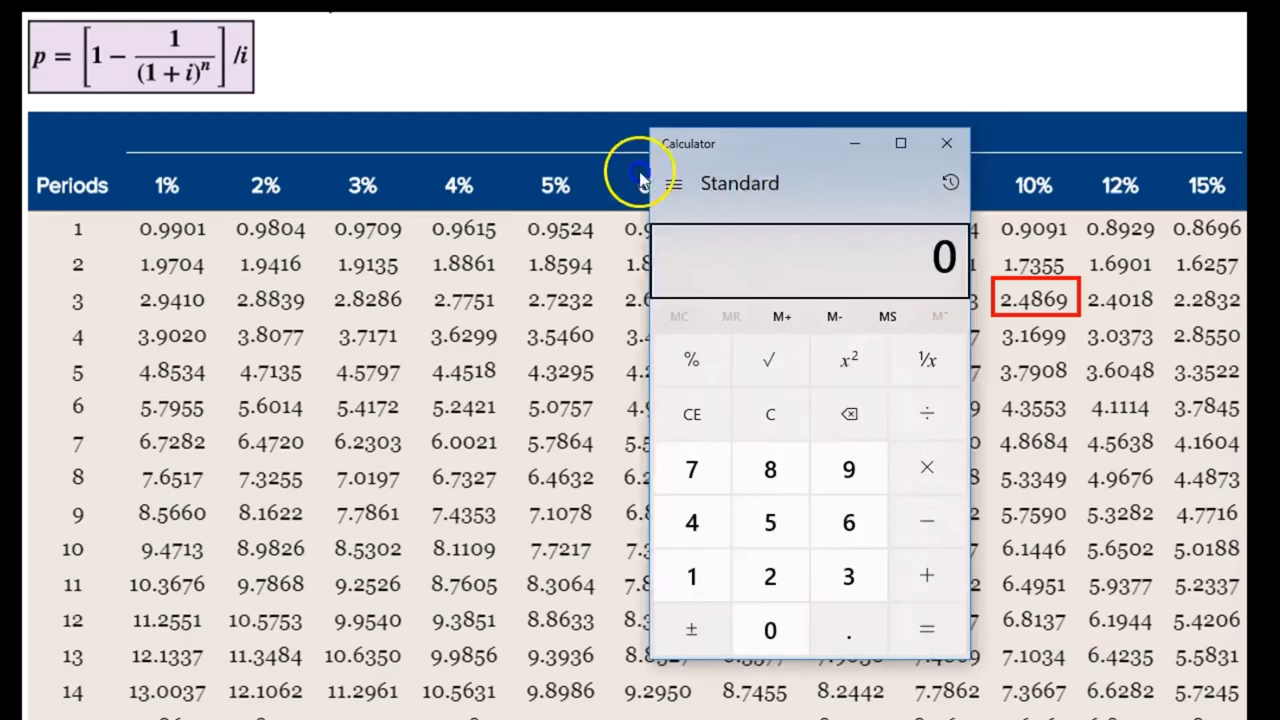 p = [1 − 1/(1 + i)ⁿ] /i
Calculator
Periods 1% 2% 3% 4% 5% Standard 10% 12% 15%
1 0.9901 0.9804 0.9709 0.9615 0.9524 0.9091 0.8929 0.8696
0
2 1.9704 1.9416 1.9135 1.8861 1.8594 1.7355 1.6901 1.6257
3 2.9410 2.8839 2.8286 2.7751 2.7232 2.4869 2.4018 2.2832
MC MR M+ M- MS M˅
4 3.9020 3.8077 3.7171 3.6299 3.5460 3.1699 3.0373 2.8550
% √ x² ¹/x
5 4.8534 4.7135 4.5797 4.4518 4.3295 3.7908 3.6048 3.3522
6 5.7955 5.6014 5.4172 5.2421 5.0757 CE C ÷ 4.3553 4.1114 3.7845
7 6.7282 6.4720 6.2303 6.0021 5.7864 4.8684 4.5638 4.1604
7 8 9 ×
8 7.6517 7.3255 7.0197 6.7327 6.4632 5.3349 4.9676 4.4873
9 8.5660 8.1622 7.7861 7.4353 7.1078 5.7590 5.3282 4.7716
4 5 6 −
10 9.4713 8.9826 8.5302 8.1109 7.7217 6.1446 5.6502 5.0188
1 2 3 +
11 10.3676 9.7868 9.2526 8.7605 8.3064 6.4951 5.9377 5.2337
12 11.2551 10.5753 9.9540 9.3851 8.8633 6.8137 6.1944 5.4206
± 0 . =
13 12.1337 11.3484 10.6350 9.9856 9.3936 7.1034 6.4235 5.5831
14 13.0037 12.1062 11.2961 10.5631 9.8986 9.2950 8.7455 8.2442 7.7862 7.3667 6.6282 5.7245